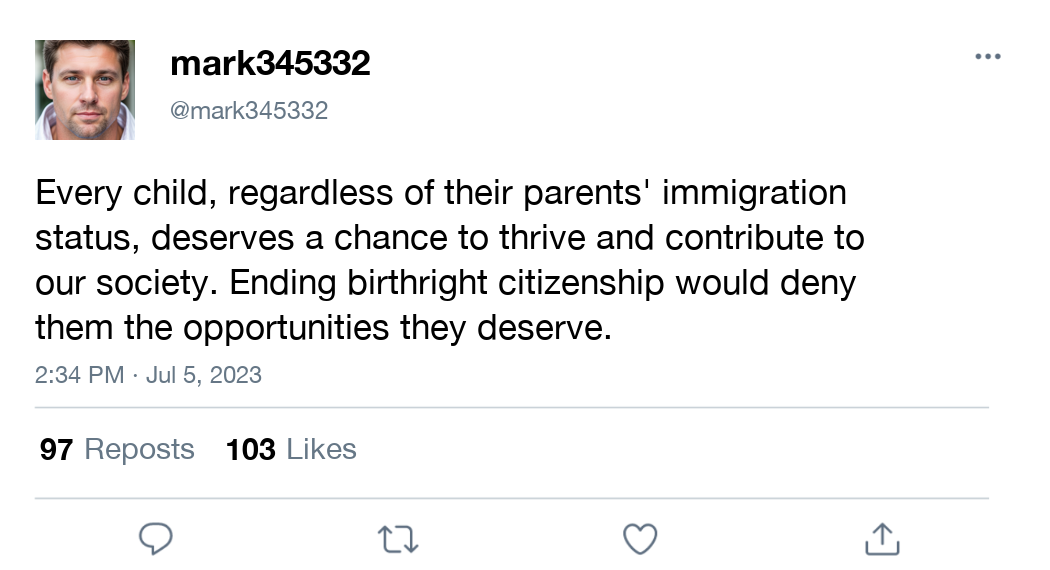 mark345332
@mark345332
Every child, regardless of their parents' immigration
status, deserves a chance to thrive and contribute to
our society. Ending birthright citizenship would deny
them the opportunities they deserve.
2:34 PM · Jul 5, 2023
97 Reposts 103 Likes